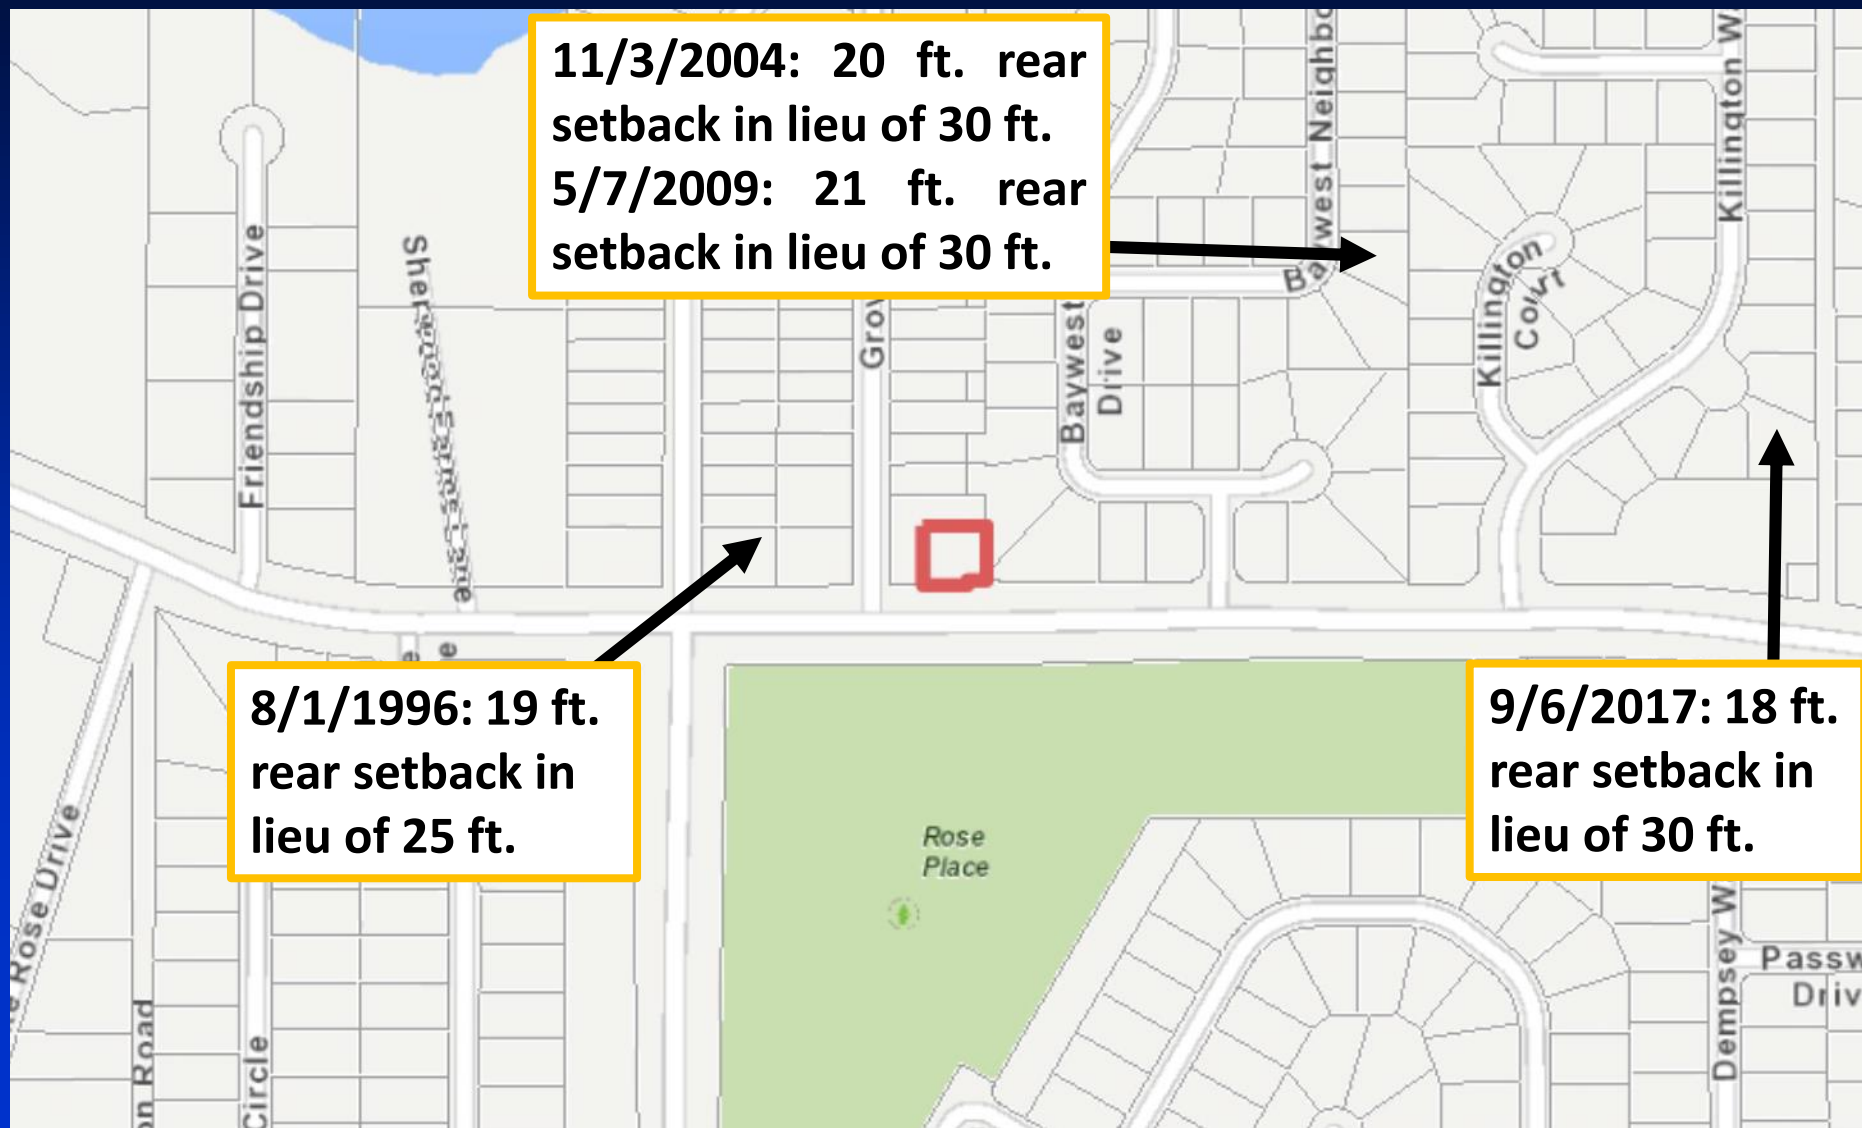 11/3/2004: 20 ft. rear
setback in lieu of 30 ft.
5/7/2009: 21 ft. rear
setback in lieu of 30 ft.
Killington
Friendship Drive
Baywest
Drive
Killington
Court
8/1/1996: 19 ft.
rear setback in
lieu of 25 ft.
9/6/2017: 18 ft.
rear setback in
lieu of 30 ft.
Rose
Place
Rose Drive
Road
Circle
Dempsey